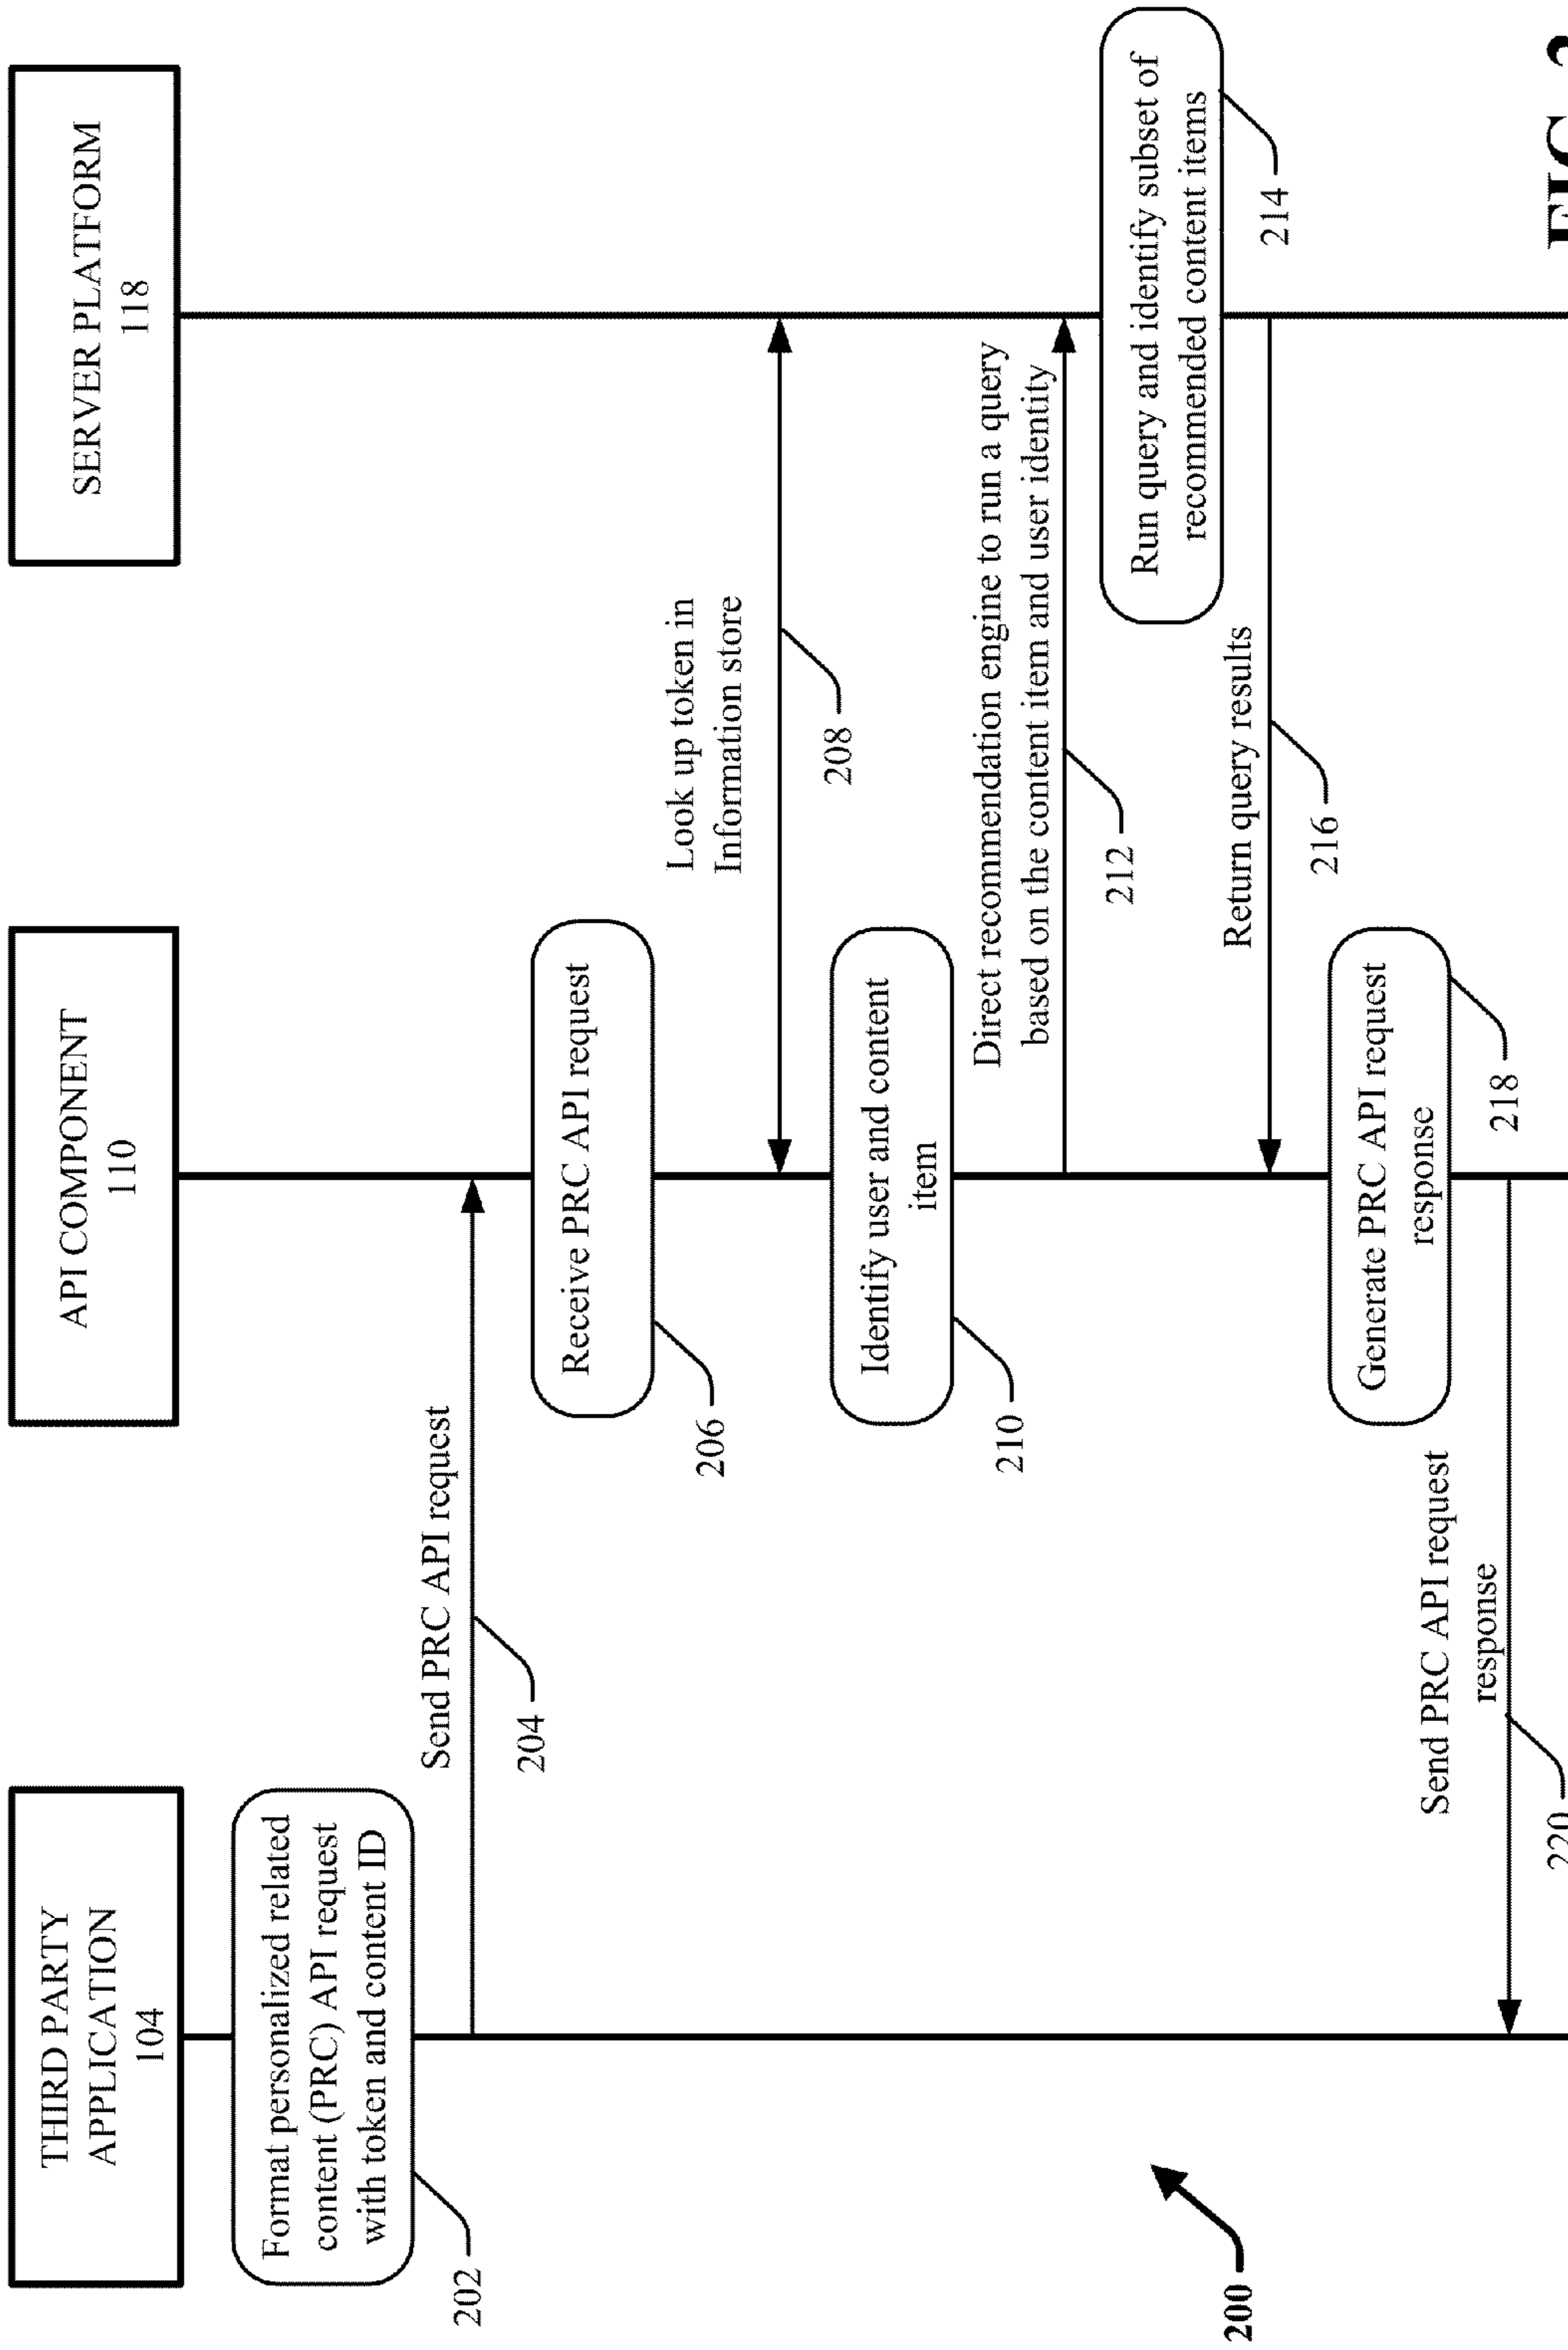 THIRD PARTY
APPLICATION
104
API COMPONENT
110
SERVER PLATFORM
118
Format personalized related
content (PRC) API request
with token and content ID
202
Send PRC API request
204
Receive PRC API request
206
Look up token in
Information store
208
Identify user and content
item
210
Direct recommendation engine to run a query
based on the content item and user identity
212
Run query and identify subset of
recommended content items
214
Return query results
216
Generate PRC API request
response
218
Send PRC API request
response
220
200
FIG. 2